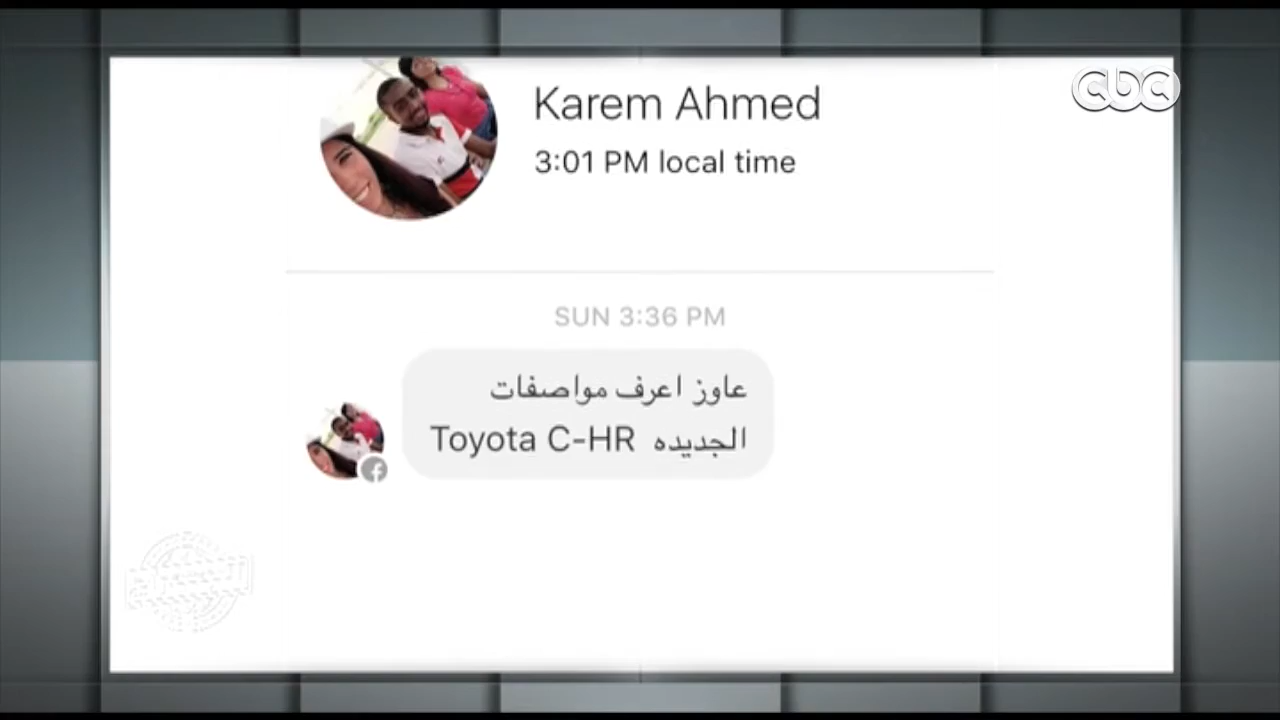 cbc
Karem Ahmed
3:01 PM local time
SUN 3:36 PM
عاوز اعرف مواصفات
Toyota C-HR الجديده